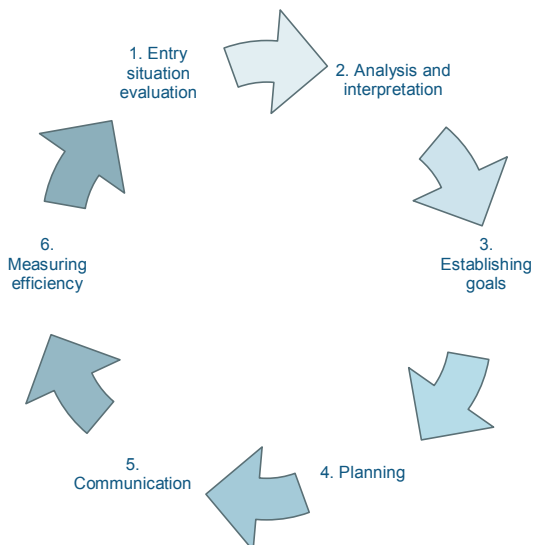 1. Entry
situation
evaluation
2. Analysis and
interpretation
3.
Establishing
goals
4. Planning
5.
Communication
6.
Measuring
efficiency